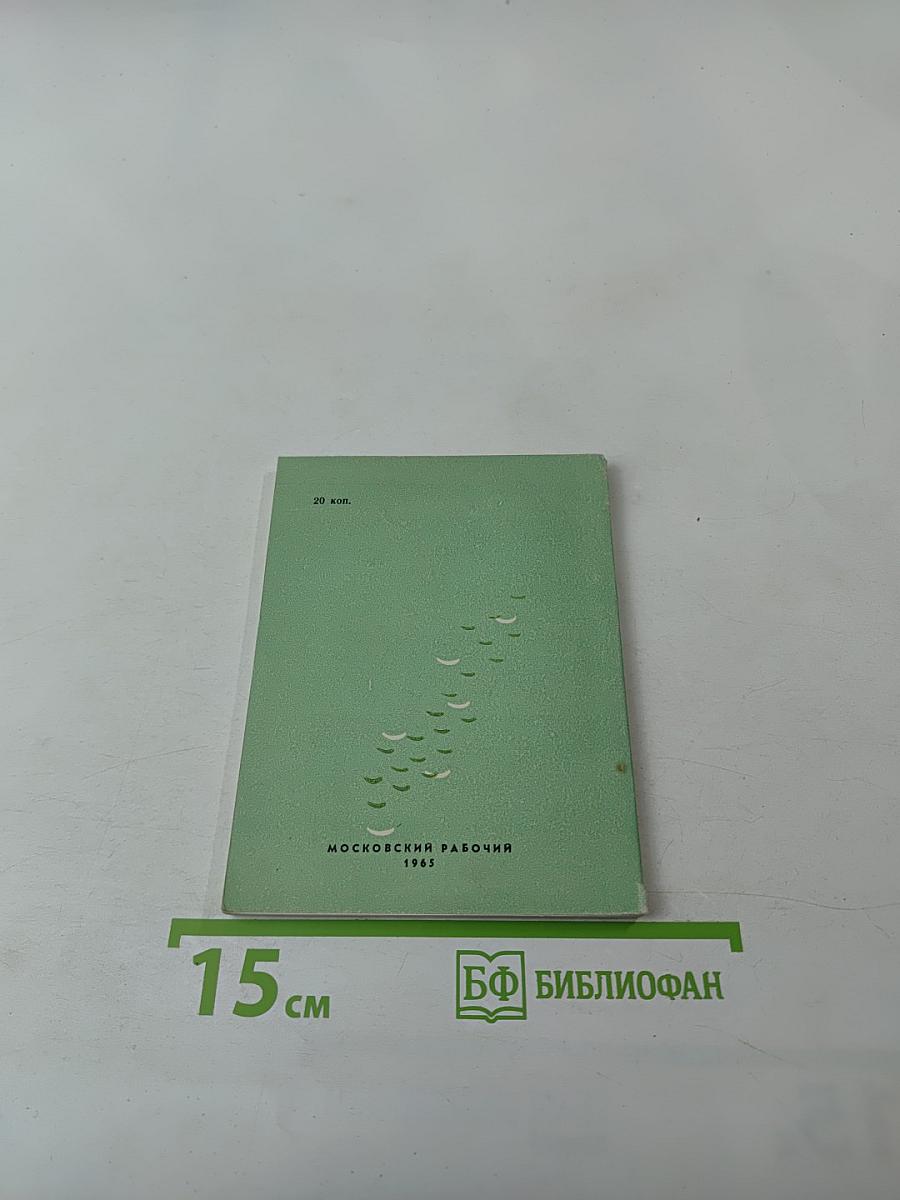 20 коп.
МОСКОВСКИЙ РАБОЧИЙ
1965
15 см
БФ БИБЛИОФАН